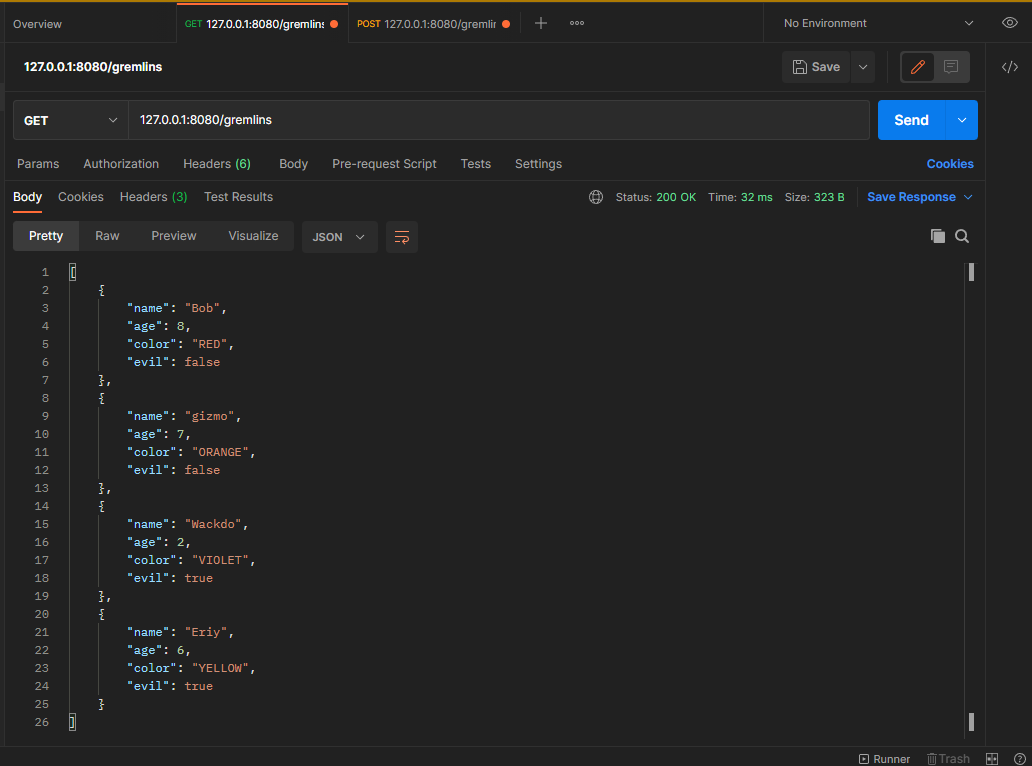 Overview GET 127.0.0.1:8080/gremlins POST 127.0.0.1:8080/gremlin No Environment
127.0.0.1:8080/gremlins Save
GET 127.0.0.1:8080/gremlins Send
Params Authorization Headers (6) Body Pre-request Script Tests Settings Cookies
Body Cookies Headers (3) Test Results Status: 200 OK Time: 32 ms Size: 323 B Save Response
Pretty Raw Preview Visualize JSON
1 [
2 {
3 "name": "Bob",
4 "age": 8,
5 "color": "RED",
6 "evil": false
7 },
8 {
9 "name": "gizmo",
10 "age": 7,
11 "color": "ORANGE",
12 "evil": false
13 },
14 {
15 "name": "Wackdo",
16 "age": 2,
17 "color": "VIOLET",
18 "evil": true
19 },
20 {
21 "name": "Eriy",
22 "age": 6,
23 "color": "YELLOW",
24 "evil": true
25 }
26 ]
Runner Trash